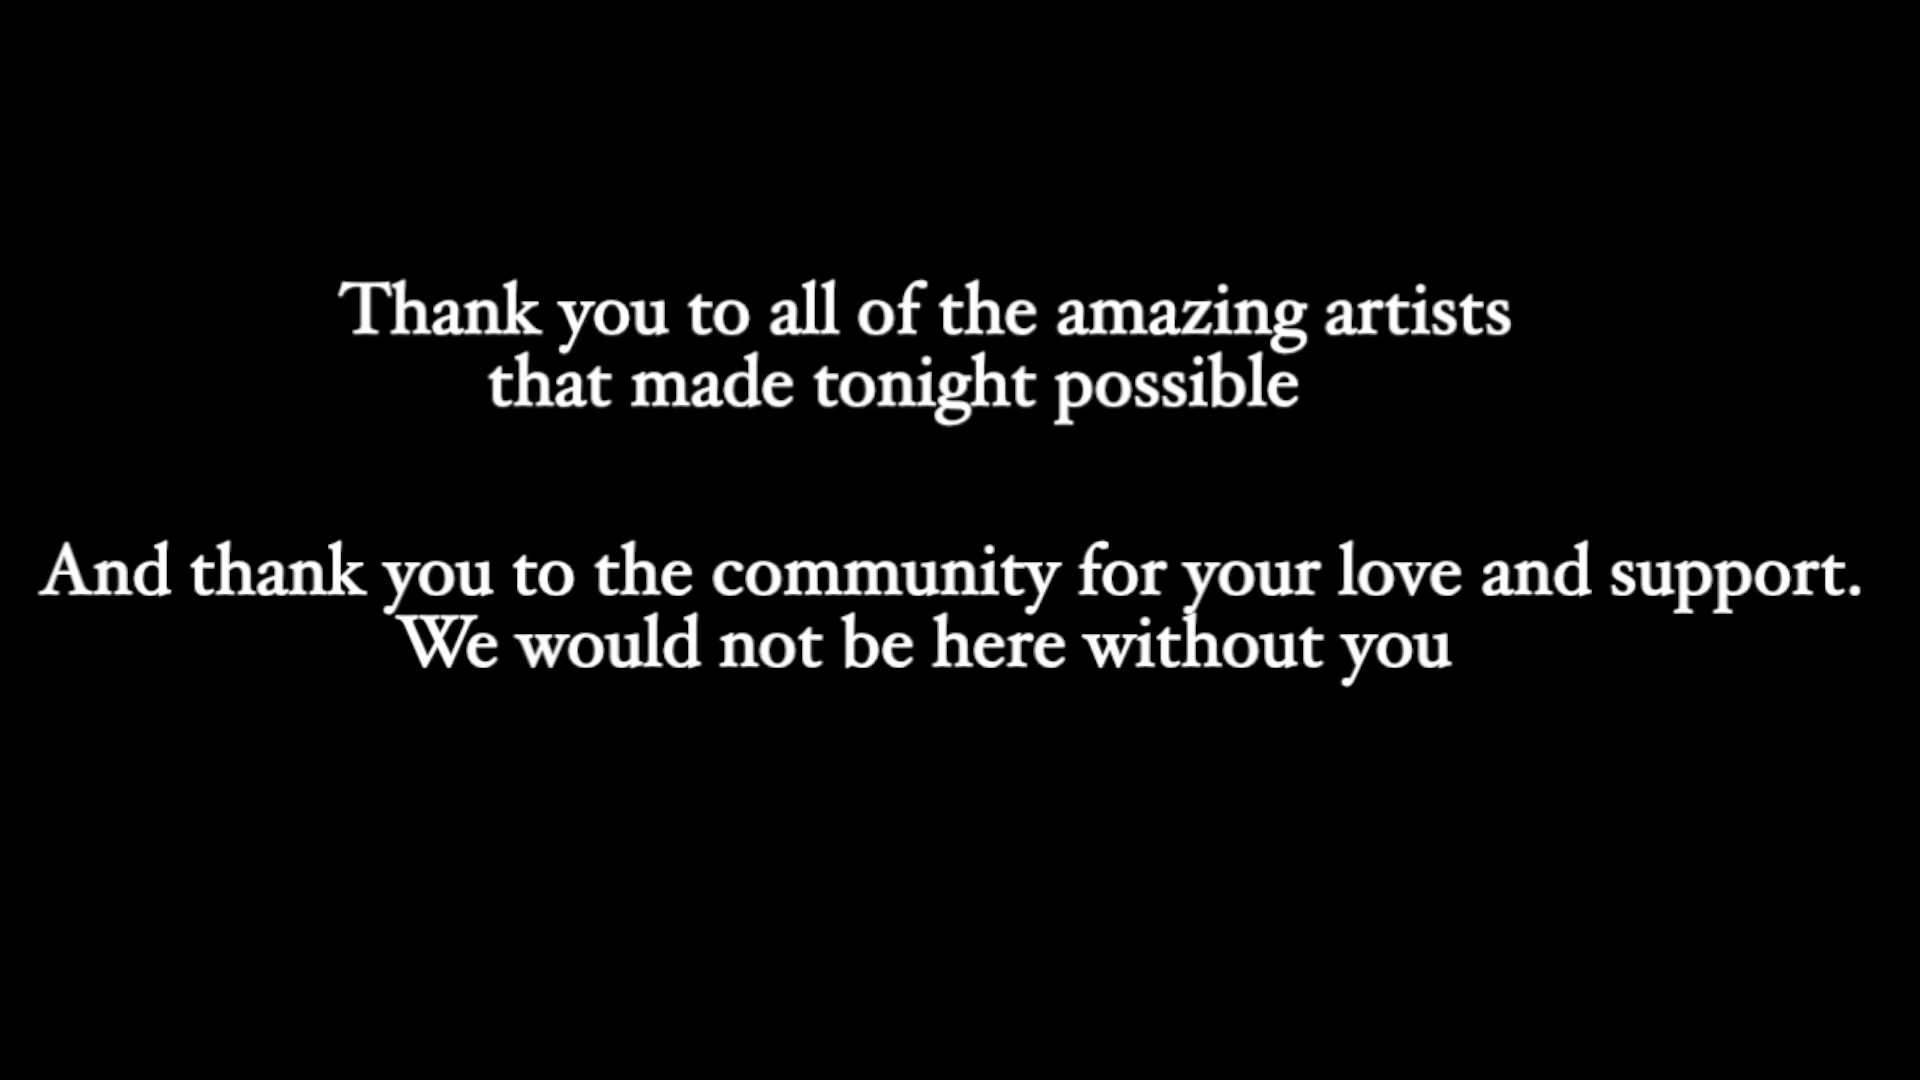 Thank you to all of the amazing artists
that made tonight possible
And thank you to the community for your love and support.
We would not be here without you